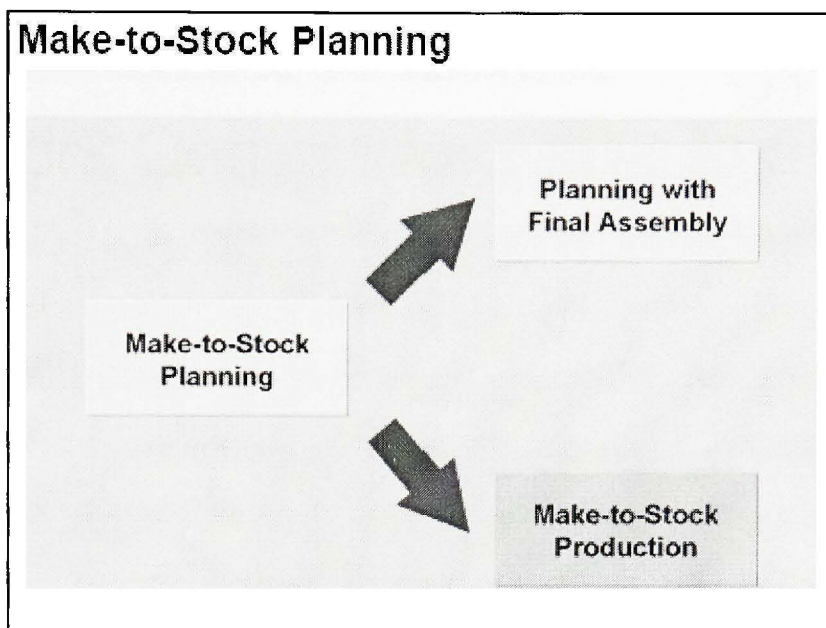 Make-to-Stock Planning
Planning with
Final Assembly
Make-to-Stock
Planning
Make-to-Stock
Production